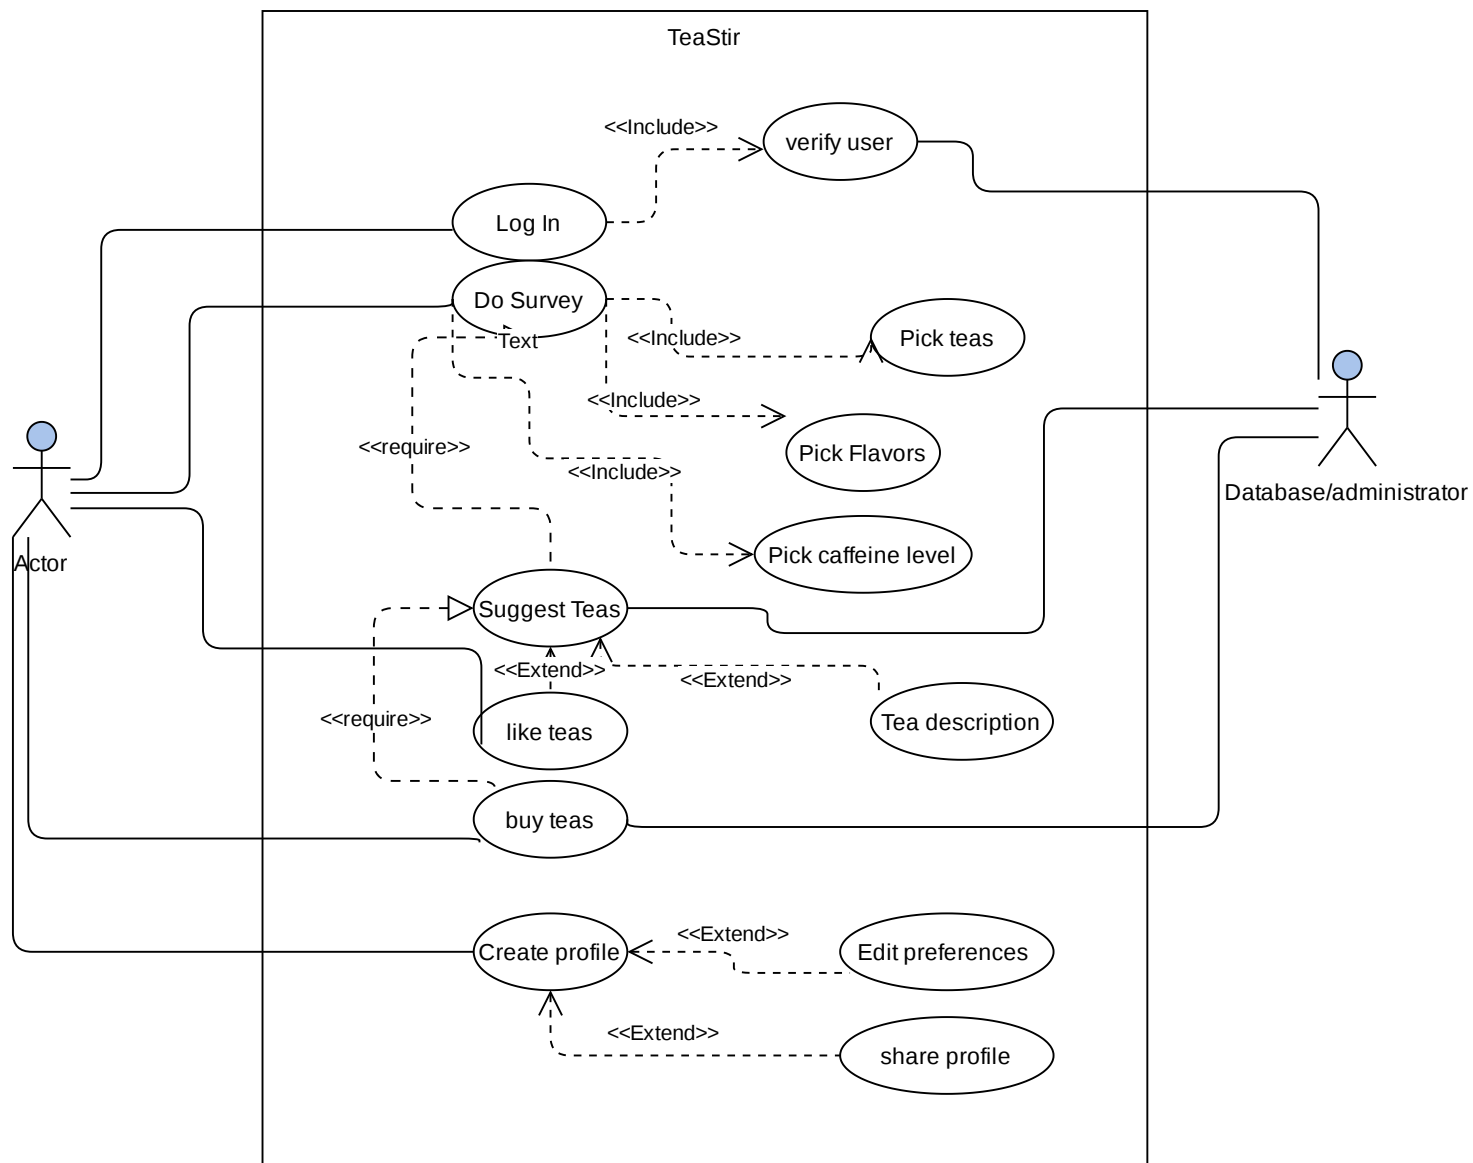 TeaStir
<<Include>>
verify user
Log In
Do Survey
Text
<<Include>>
Pick teas
<<Include>>
Pick Flavors
<<require>>
<<Include>>
Pick caffeine level
Actor
Database/administrator
Suggest Teas
<<Extend>>
<<Extend>>
<<require>>
like teas
Tea description
buy teas
Create profile
<<Extend>>
Edit preferences
<<Extend>>
share profile